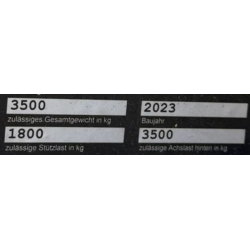 3500 2023
zulässiges Gesamtgewicht in kg Baujahr
1800 3500
zulässige Stützlast in kg zulässige Achslast hinten in kg